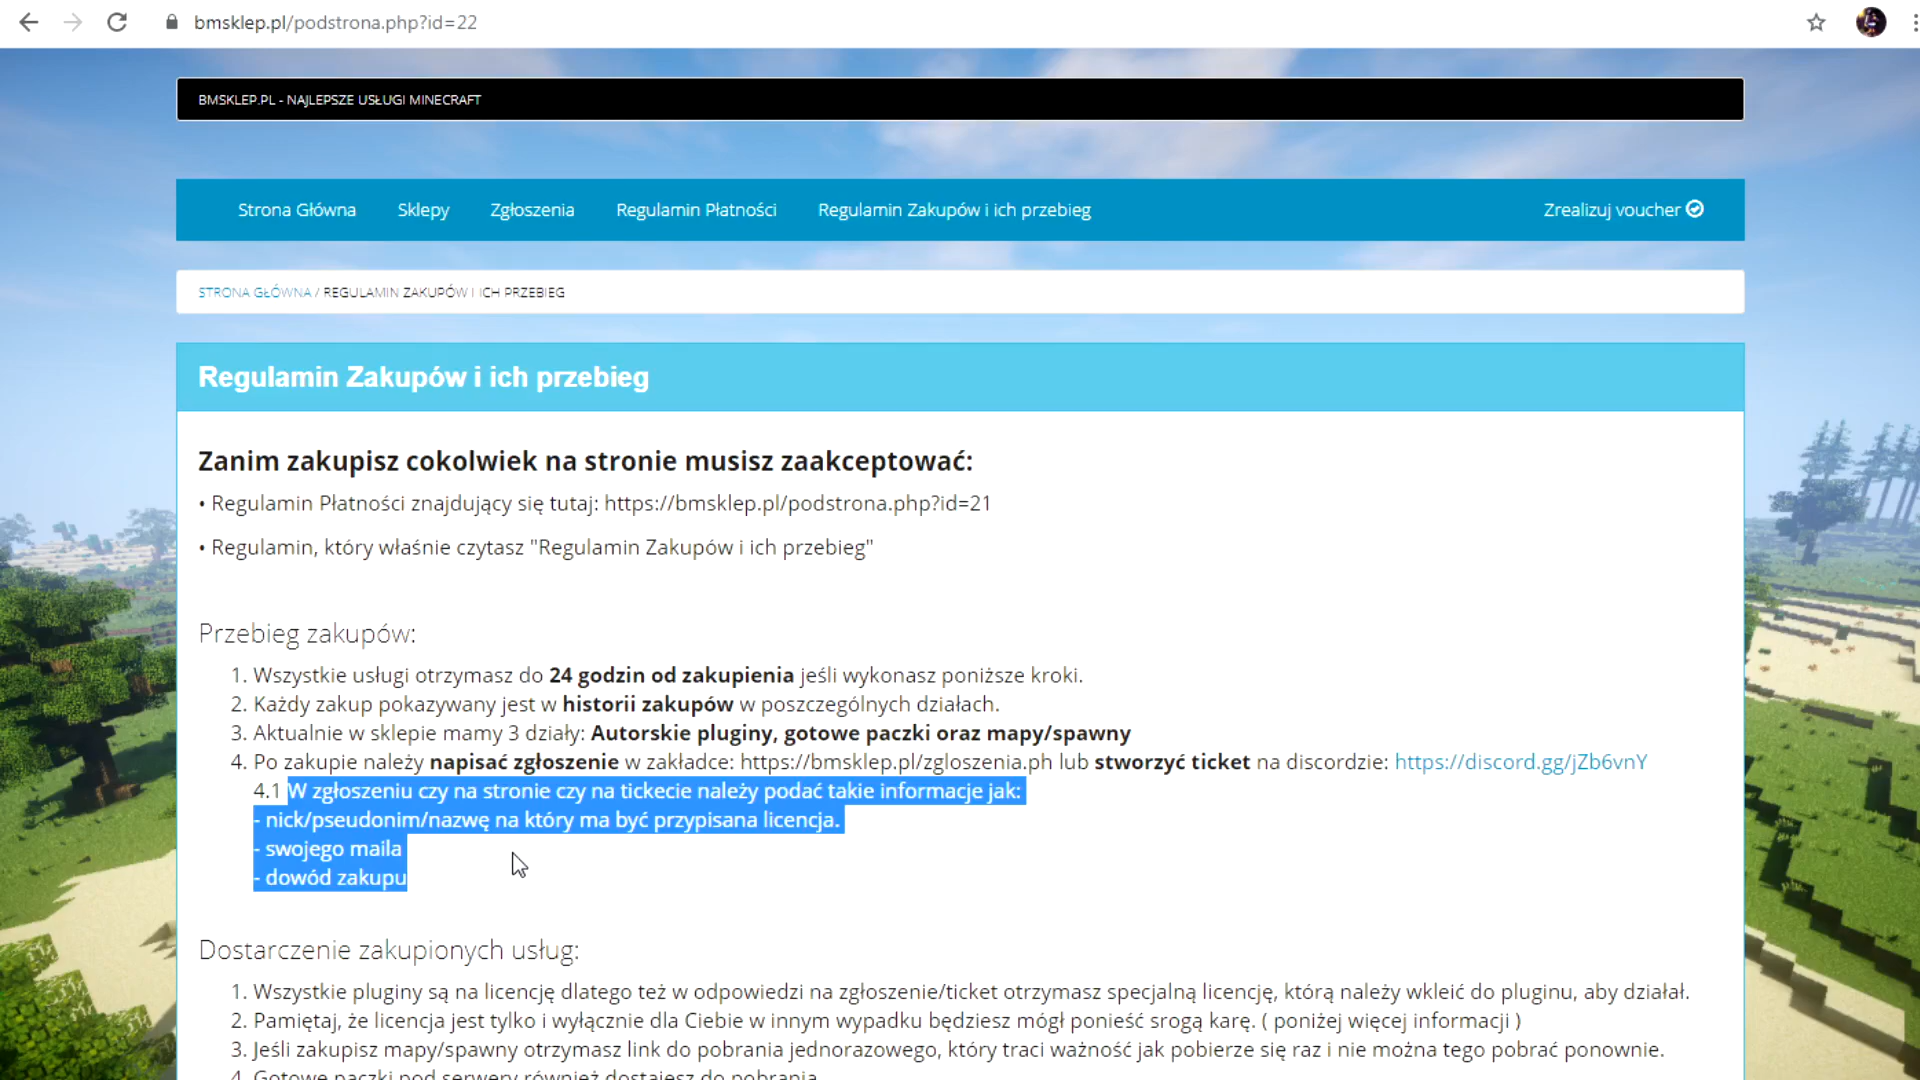 bmsklep.pl/podstrona.php?id=22
BMSKLEP.PL - NAJLEPSZE USŁUGI MINECRAFT
Strona Główna Sklepy Zgłoszenia Regulamin Płatności Regulamin Zakupów i ich przebieg Zrealizuj voucher
STRONA GŁÓWNA / REGULAMIN ZAKUPÓW I ICH PRZEBIEG
Regulamin Zakupów i ich przebieg
Zanim zakupisz cokolwiek na stronie musisz zaakceptować:
• Regulamin Płatności znajdujący się tutaj: https://bmsklep.pl/podstrona.php?id=21
• Regulamin, który właśnie czytasz "Regulamin Zakupów i ich przebieg"
Przebieg zakupów:
1. Wszystkie usługi otrzymasz do 24 godzin od zakupienia jeśli wykonasz poniższe kroki.
2. Każdy zakup pokazywany jest w historii zakupów w poszczególnych działach.
3. Aktualnie w sklepie mamy 3 działy: Autorskie pluginy, gotowe paczki oraz mapy/spawny
4. Po zakupie należy napisać zgłoszenie w zakładce: https://bmsklep.pl/zgloszenia.ph lub stworzyć ticket na discordzie: https://discord.gg/jZb6vnY
4.1 W zgłoszeniu czy na stronie czy na tickecie należy podać takie informacje jak:
- nick/pseudonim/nazwę na który ma być przypisana licencja.
- swojego maila
- dowód zakupu
Dostarczenie zakupionych usług:
1. Wszystkie pluginy są na licencję dlatego też w odpowiedzi na zgłoszenie/ticket otrzymasz specjalną licencję, którą należy wkleić do pluginu, aby działał.
2. Pamiętaj, że licencja jest tylko i wyłącznie dla Ciebie w innym wypadku będziesz mógł ponieść srogą karę. ( poniżej więcej informacji )
3. Jeśli zakupisz mapy/spawny otrzymasz link do pobrania jednorazowego, który traci ważność jak pobierze się raz i nie można tego pobrać ponownie.
4. Gotowe paczki pod serwery również dostajesz do pobrania